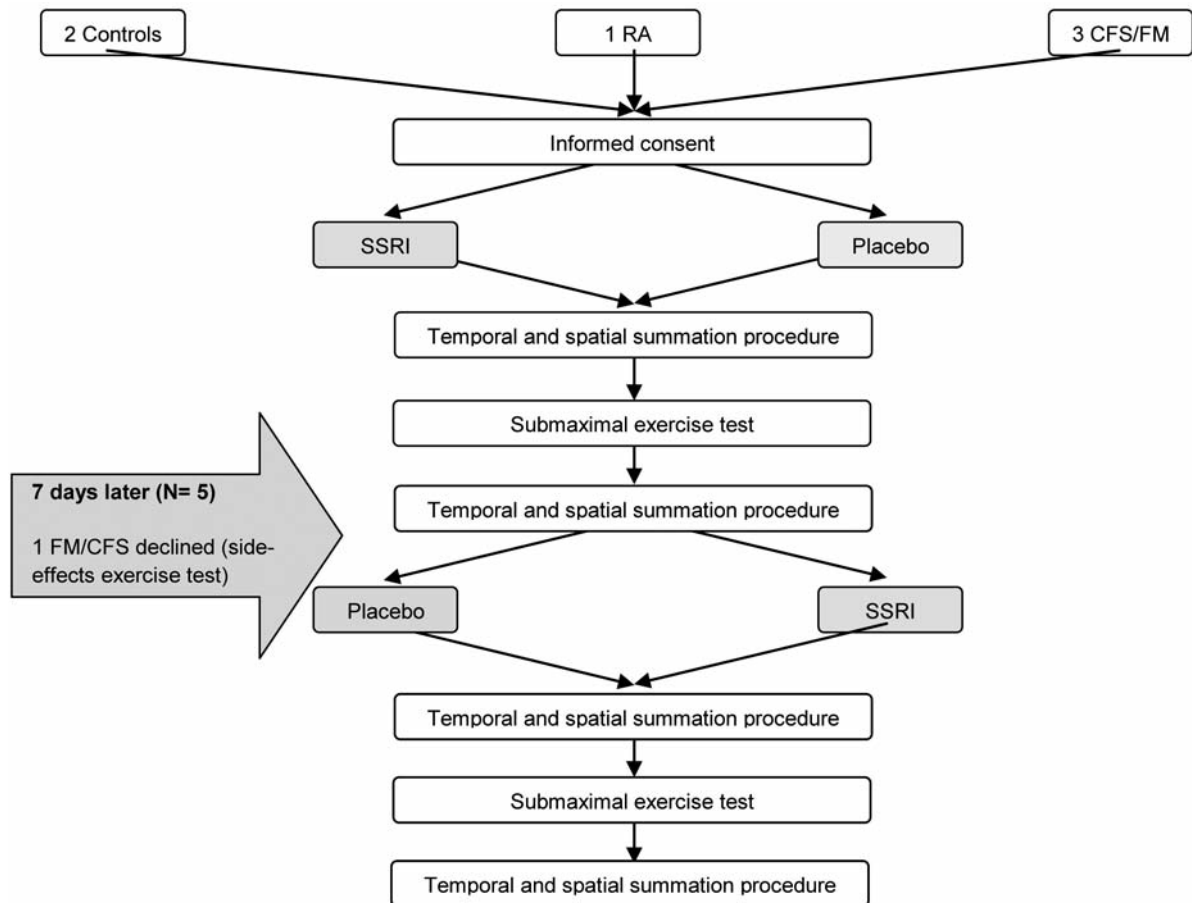 2 Controls
1 RA
3 CFS/FM
Informed consent
SSRI
Placebo
Temporal and spatial summation procedure
Submaximal exercise test
Temporal and spatial summation procedure
7 days later (N= 5)
1 FM/CFS declined (side-
effects exercise test)
Placebo
SSRI
Temporal and spatial summation procedure
Submaximal exercise test
Temporal and spatial summation procedure